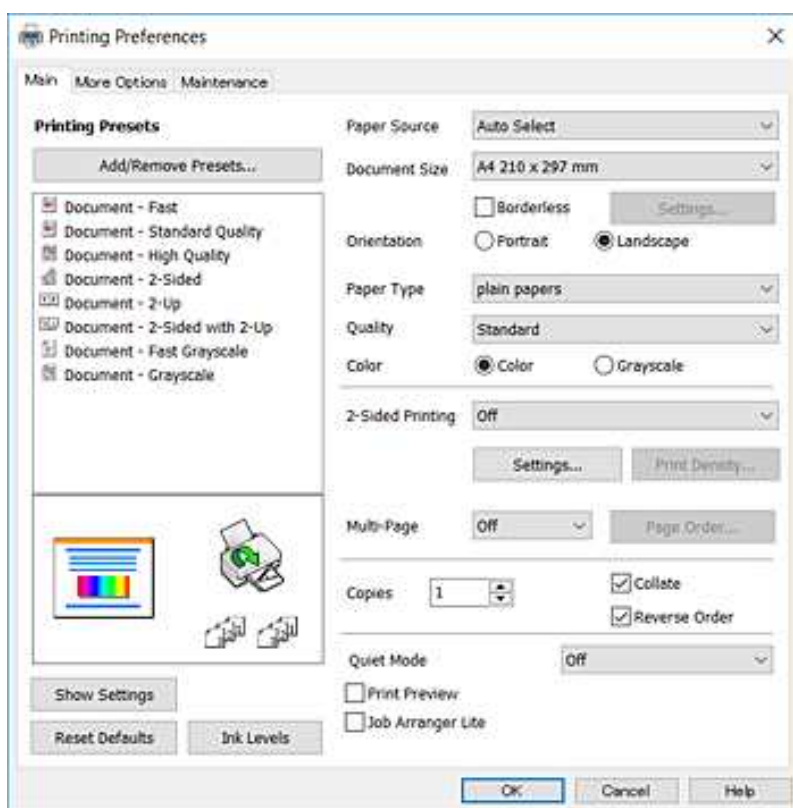 Printing Preferences
Main More Options Maintenance
Printing Presets
Add/Remove Presets...
Document - Fast
Document - Standard Quality
Document - High Quality
Document - 2-Sided
Document - 2-Up
Document - 2-Sided with 2-Up
Document - Fast Grayscale
Document - Grayscale
Show Settings
Reset Defaults Ink Levels
Paper Source Auto Select
Document Size A4 210 x 297 mm
Borderless Settings...
Orientation Portrait Landscape
Paper Type plain papers
Quality Standard
Color Color Grayscale
2-Sided Printing Off
Settings... Print Density...
Multi-Page Off Page Order...
Copies 1 Collate
Reverse Order
Quiet Mode Off
Print Preview
Job Arranger Lite
OK Cancel Help